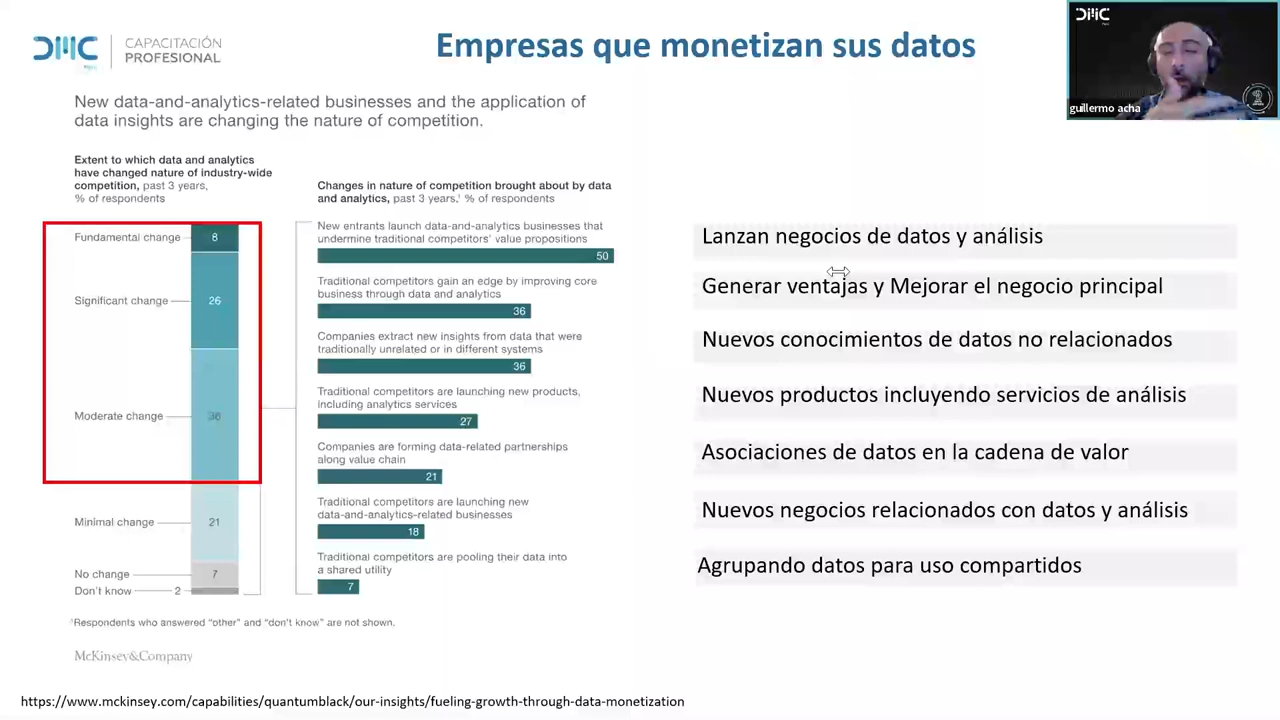 DMC
CAPACITACIÓN
PROFESIONAL
Empresas que monetizan sus datos
DMC
guillermo acha
New data-and-analytics-related businesses and the application of
data insights are changing the nature of competition.
Extent to which data and analytics
have changed nature of industry-wide
competition, past 3 years,
% of respondents
Fundamental change
8
Significant change
26
Moderate change
36
Minimal change
21
No change
7
Don't know
2
Changes in nature of competition brought about by data
and analytics, past 3 years,¹ % of respondents
New entrants launch data-and-analytics businesses that
undermine traditional competitors' value propositions
50
Traditional competitors gain an edge by improving core
business through data and analytics
36
Companies extract new insights from data that were
traditionally unrelated or in different systems
36
Traditional competitors are launching new products,
including analytics services
27
Companies are forming data-related partnerships
along value chain
21
Traditional competitors are launching new
data-and-analytics-related businesses
18
Traditional competitors are pooling their data into
a shared utility
7
Lanzan negocios de datos y análisis
Generar ventajas y Mejorar el negocio principal
Nuevos conocimientos de datos no relacionados
Nuevos productos incluyendo servicios de análisis
Asociaciones de datos en la cadena de valor
Nuevos negocios relacionados con datos y análisis
Agrupando datos para uso compartidos
¹Respondents who answered "other" and "don't know" are not shown.
McKinsey&Company
https://www.mckinsey.com/capabilities/quantumblack/our-insights/fueling-growth-through-data-monetization